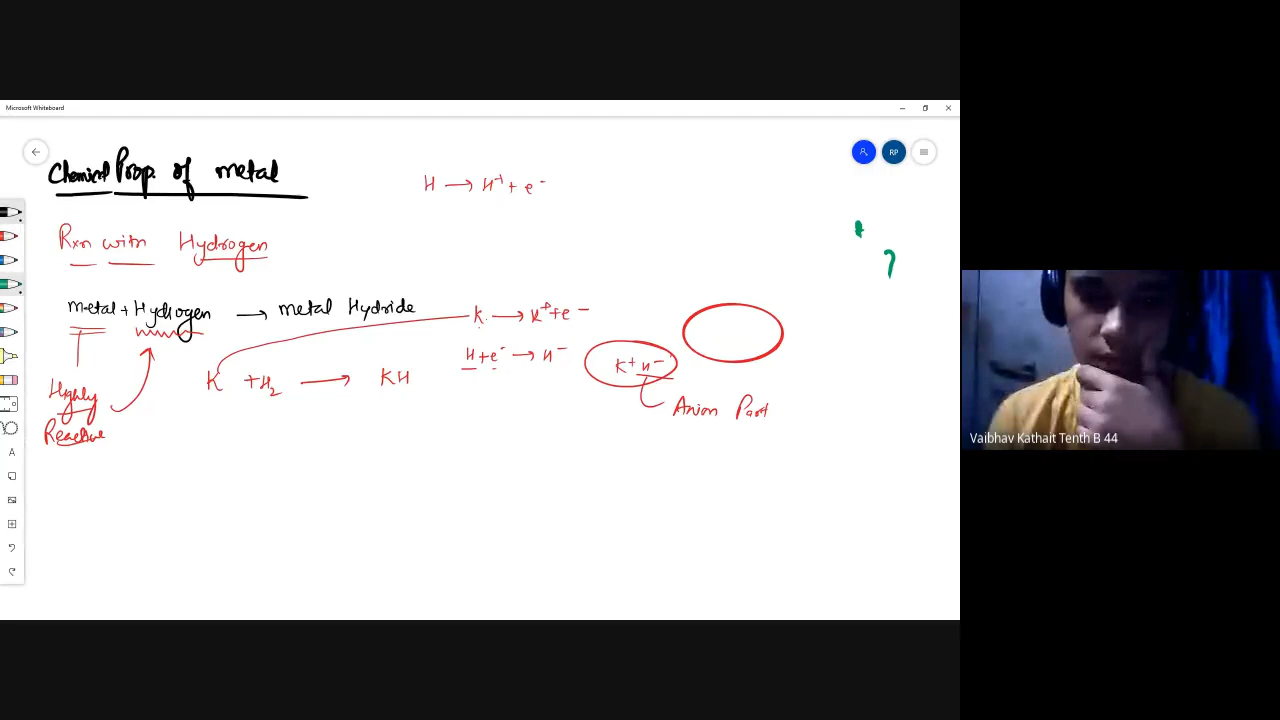 Microsoft Whiteboard
RP
Chemical Prop. of metal
H → H+ + e-
Rxn with Hydrogen
metal + Hydrogen → metal Hydride
K → K+ + e-
H + e- → H-
K + H2 → KH
K+ H-
Anion Part
Highly
Reactive
?
A
Vaibhav Kathait Tenth B 44